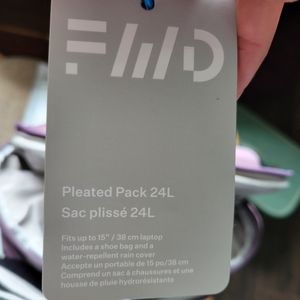 FWD
Pleated Pack 24L
Sac plissé 24L
Fits up to 15" / 38 cm laptop
Includes a shoe bag and a
water-repellent rain cover
Accepte un portable de 15 po/38 cm
Comprend un sac à chaussures et une
housse de pluie hydrorésistante